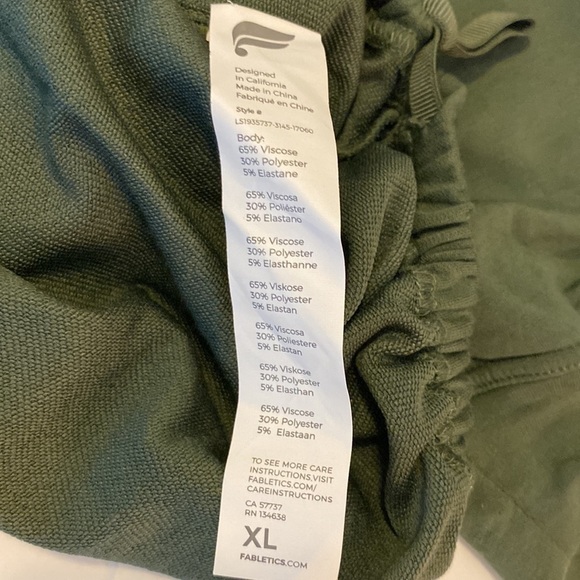 Designed
in California
Made in China
Fabriqué en Chine
Style #
LS1935737-3145-17060
Body:
65% Viscose
30% Polyester
5% Elastane
65% Viscosa
30% Poliéster
5% Elastano
65% Viscose
30% Polyester
5% Elasthanne
65% Viskose
30% Polyester
5% Elastan
65% Viscosa
30% Poliestere
5% Elastan
65% Viskose
30% Polyester
5% Elasthan
65% Viscose
30% Polyester
5% Elastaan
TO SEE MORE CARE
INSTRUCTIONS,VISIT
FABLETICS.COM/
CAREINSTRUCTIONS
CA 57737
RN 134638
XL
FABLETICS.COM